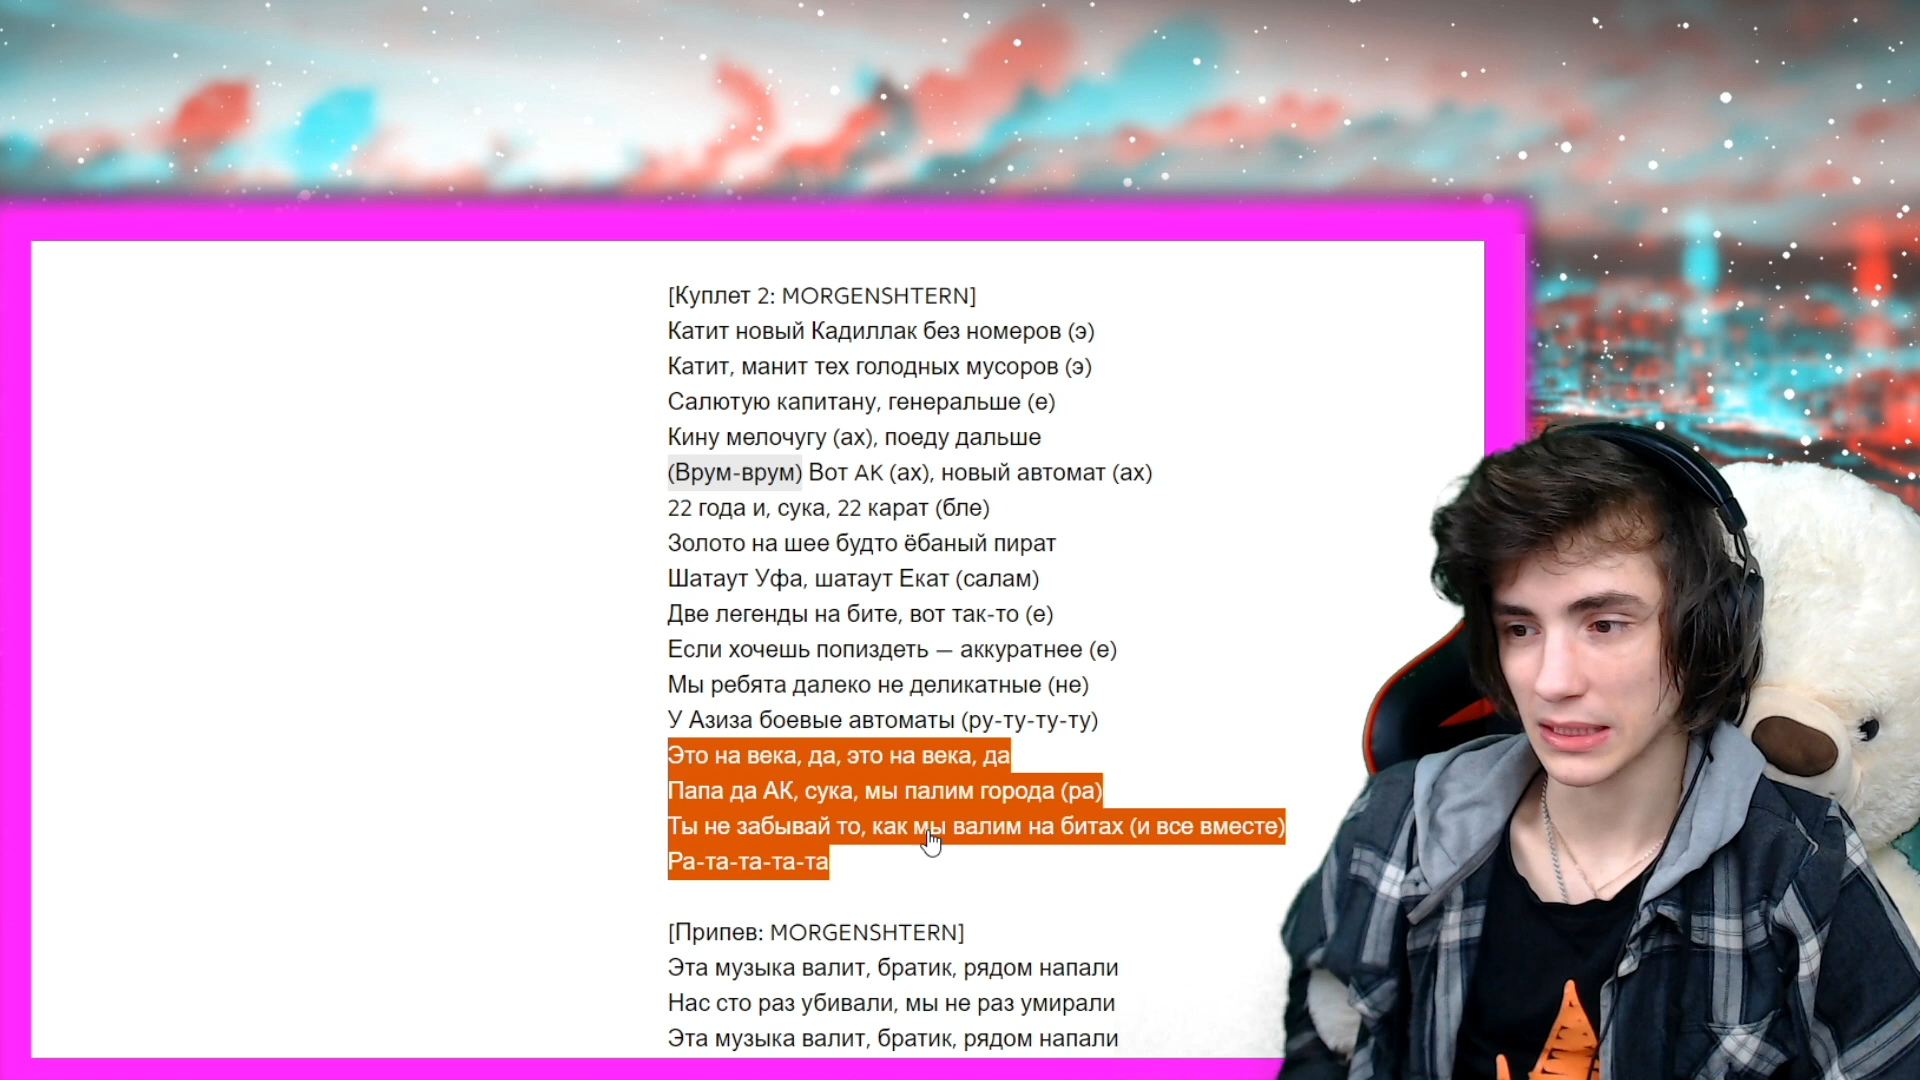 [Куплет 2: MORGENSHTERN]
Катит новый Кадиллак без номеров (э)
Катит, манит тех голодных мусоров (э)
Салютую капитану, генеральше (е)
Кину мелочугу (ах), поеду дальше
(Врум-врум) Вот АК (ах), новый автомат (ах)
22 года и, сука, 22 карат (бле)
Золото на шее будто ёбаный пират
Шатаут Уфа, шатаут Екат (салам)
Две легенды на бите, вот так-то (е)
Если хочешь попиздеть — аккуратнее (е)
Мы ребята далеко не деликатные (не)
У Азиза боевые автоматы (ру-ту-ту-ту)
Это на века, да, это на века, да
Папа да АК, сука, мы палим города (ра)
Ты не забывай то, как мы валим на битах (и все вместе)
Ра-та-та-та-та
[Припев: MORGENSHTERN]
Эта музыка валит, братик, рядом напали
Нас сто раз убивали, мы не раз умирали
Эта музыка валит, братик, рядом напали